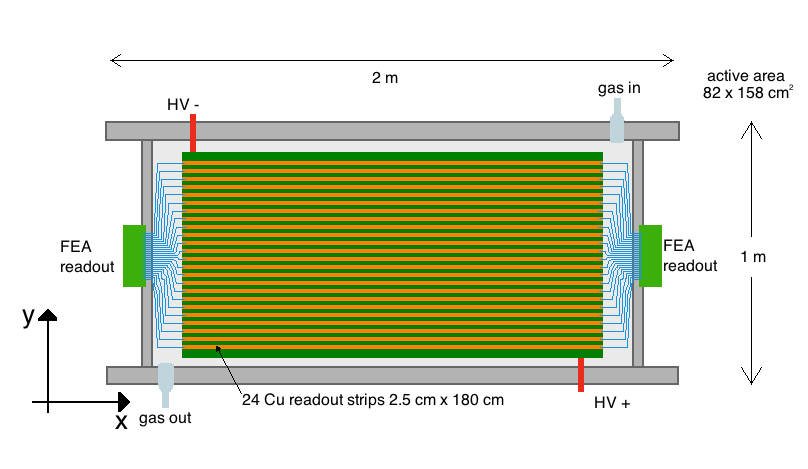 2 m
active area
82 x 158 cm²
HV -
gas in
FEA
readout
FEA
readout
1 m
y
x
gas out
24 Cu readout strips 2.5 cm x 180 cm
HV +